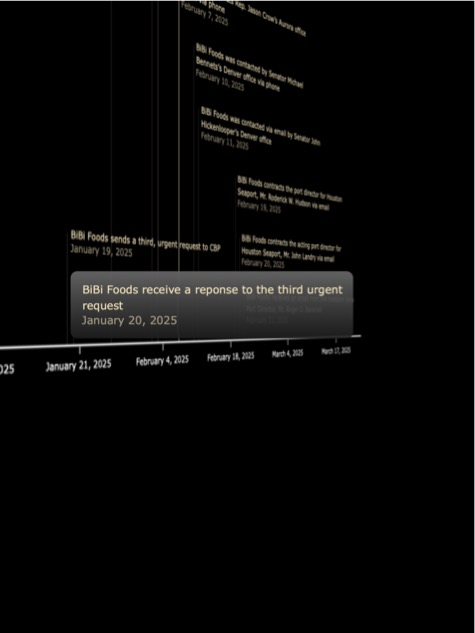 via phone
Rep. Jason Crow's Aurora office
February 7, 2025
BiBi Foods was contacted by Senator Michael
Bennets's Denver office via phone
February 10, 2025
BiBi Foods was contacted via email by Senator John
Hickenlooper's Denver office
February 11, 2025
BiBi Foods contracts the port director for Houston
Seaport, Mr. Roderick W. Hudson via email
February 19, 2025
BiBi Foods sends a third, urgent request to CBP
January 19, 2025
BiBi Foods contracts the acting port director for
Houston Seaport, Mr. John Landry via email
February 20, 2025
BiBi Foods receive a reponse to the third urgent
request
January 20, 2025
025
January 21, 2025
February 4, 2025
February 18, 2025
March 4, 2025
March 17, 2025